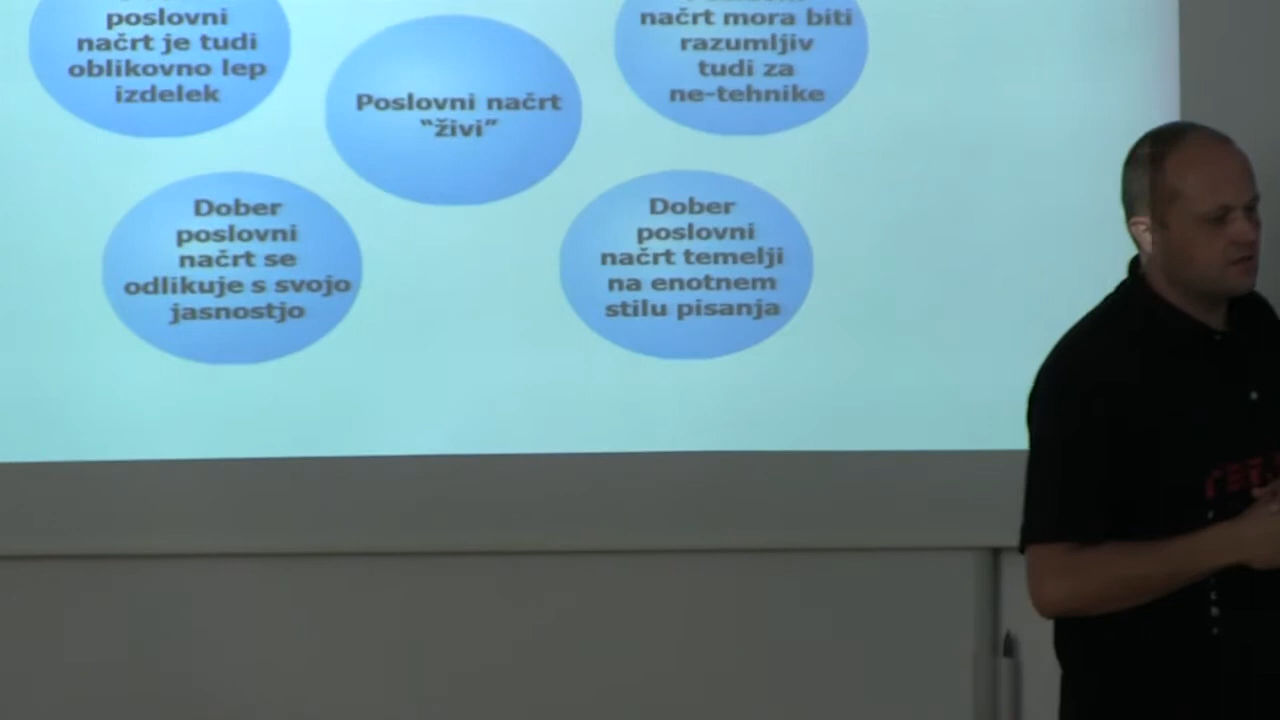 poslovni
načrt je tudi
oblikovno lep
izdelek
Poslovni načrt
“živi”
načrt mora biti
razumljiv
tudi za
ne-tehnike
Dober
poslovni
načrt se
odlikuje s svojo
jasnostjo
Dober
poslovni
načrt temelji
na enotnem
stilu pisanja